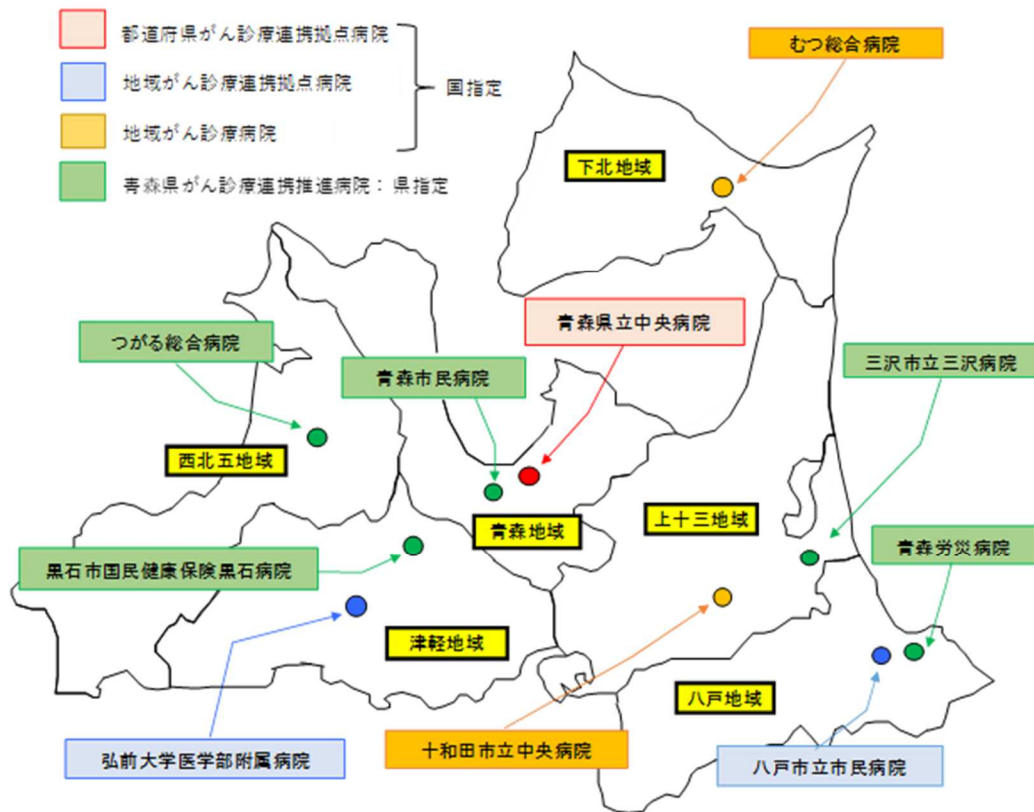 都道府県がん診療連携拠点病院
地域がん診療連携拠点病院
国指定
地域がん診療病院
青森県がん診療連携推進病院：県指定
むつ総合病院
下北地域
青森県立中央病院
つがる総合病院
青森市民病院
三沢市立三沢病院
西北五地域
上十三地域
青森地域
青森労災病院
黒石市国民健康保険黒石病院
津軽地域
八戸地域
弘前大学医学部附属病院
十和田市立中央病院
八戸市立市民病院